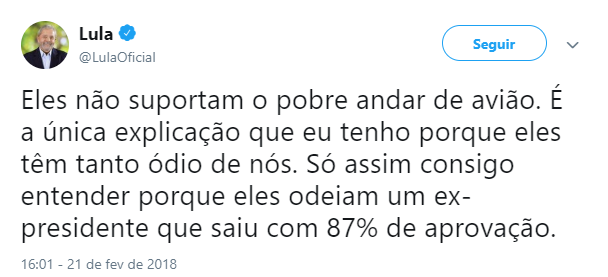 Lula
@LulaOficial
Seguir
Eles não suportam o pobre andar de avião. É
a única explicação que eu tenho porque eles
têm tanto ódio de nós. Só assim consigo
entender porque eles odeiam um ex-
presidente que saiu com 87% de aprovação.
16:01 - 21 de fev de 2018